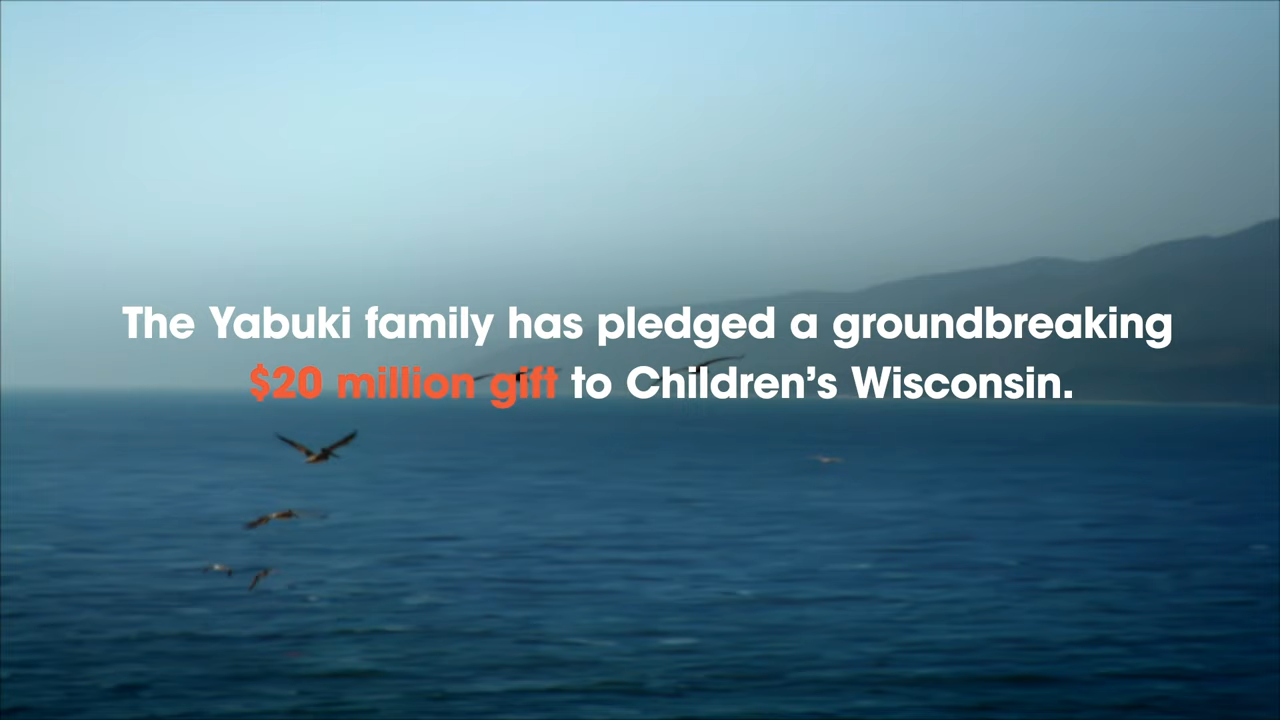 The Yabuki family has pledged a groundbreaking
$20 million gift to Children’s Wisconsin.